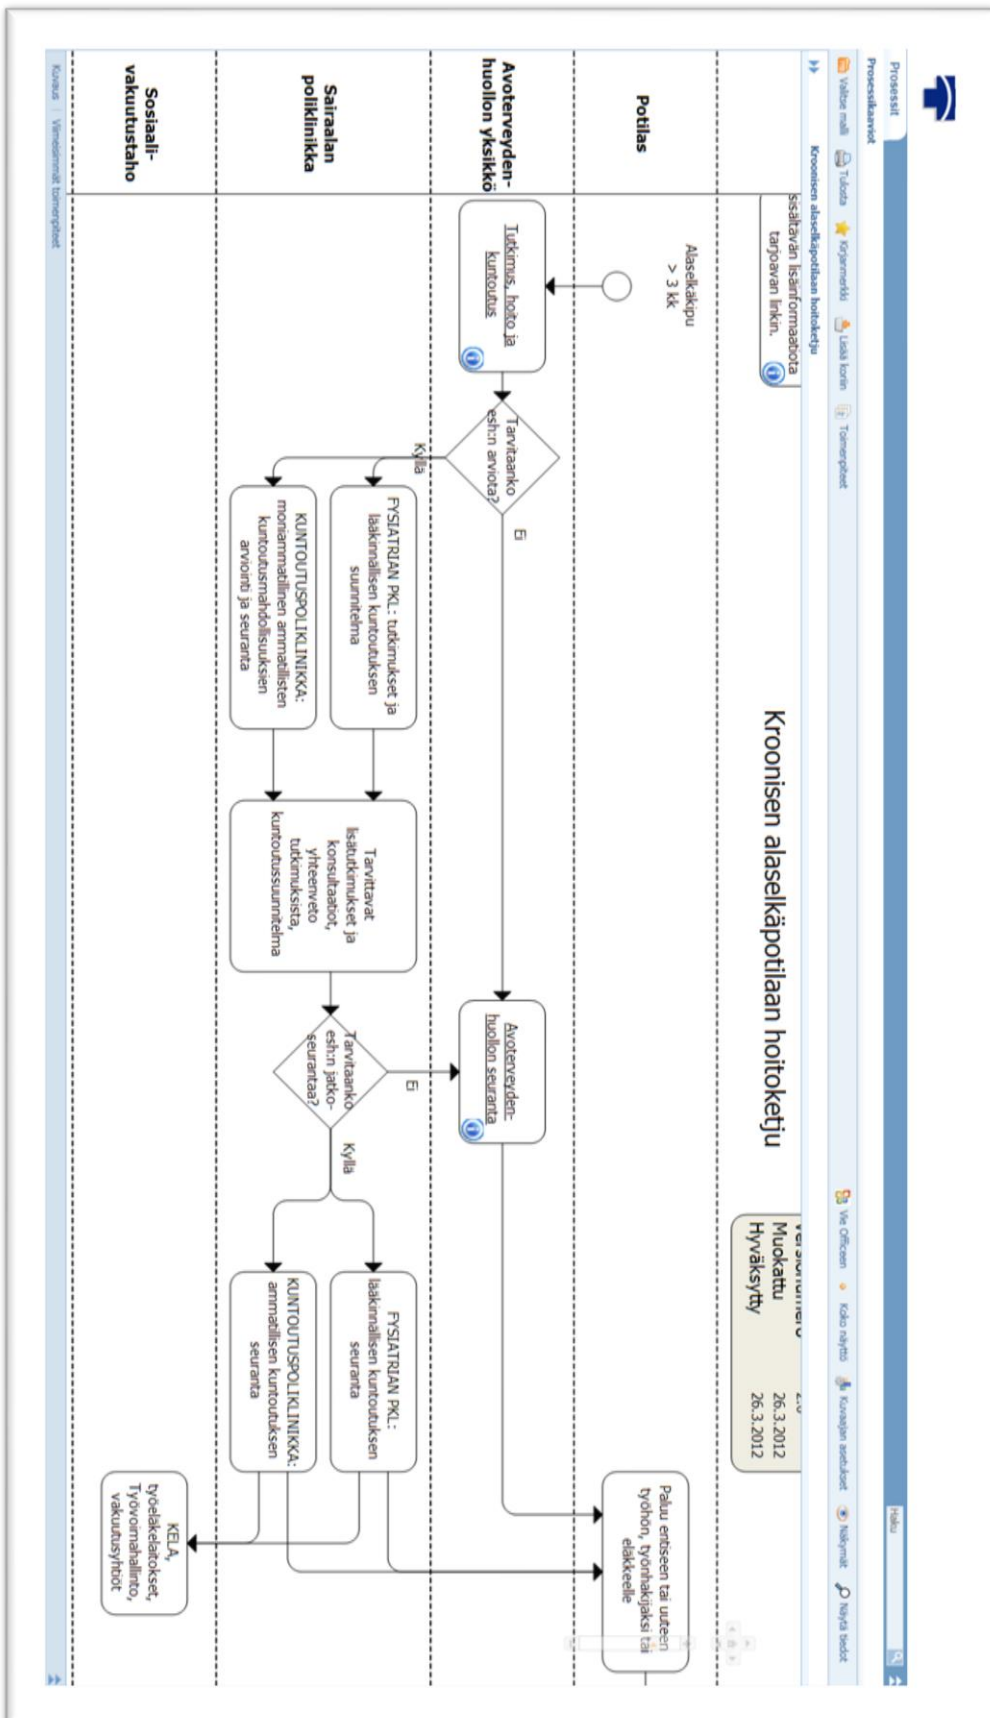 Prosessit
Haku
Prosessikaaviot
Valitse malli
Tulosta
Kirjanmerkki
Lisää koriin
Toimenpiteet
Vie Officeen
Koko näyttö
Kuvaajan asetukset
Näkymät
Näytä tiedot
Kroonisen alaselkäpotilaan hoitoketju
sisältävän lisäinformaatiota
tarjoavan linkin.
Kroonisen alaselkäpotilaan hoitoketju
Versionumero 2.0
Muokattu 26.3.2012
Hyväksytty 26.3.2012
Potilas
Alaselkäkipu
> 3 kk
Paluu entiseen tai uuteen
työhön, työnhakijaksi tai
eläkkeelle
Avoterveyden-
huollon yksikkö
Tutkimus, hoito ja
kuntoutus
Tarvitaanko
esh:n arviota?
Ei
Kyllä
Avoterveyden-
huollon seuranta
Sairaalan
poliklinikka
FYSIATRIAN PKL: tutkimukset ja
lääkinnällisen kuntoutuksen
suunnitelma
KUNTOUTUSPOLIKLINIKKA:
moniammatillinen ammatillisten
kuntoutusmahdollisuuksien
arviointi ja seuranta
Tarvittavat
lisätutkimukset ja
konsultaatiot,
yhteenveto
tutkimuksista,
kuntoutussuunnitelma
Tarvitaanko
esh:n jatko-
seurantaa?
Ei
Kyllä
FYSIATRIAN PKL:
lääkinnällisen kuntoutuksen
seuranta
KUNTOUTUSPOLIKLINIKKA:
ammatillisen kuntoutuksen
seuranta
Sosiaali-
vakuutustaho
KELA,
työeläkelaitokset,
Työvoimahallinto,
vakuutusyhtiöt
Kuvaus
Viimeisimmät toimenpiteet